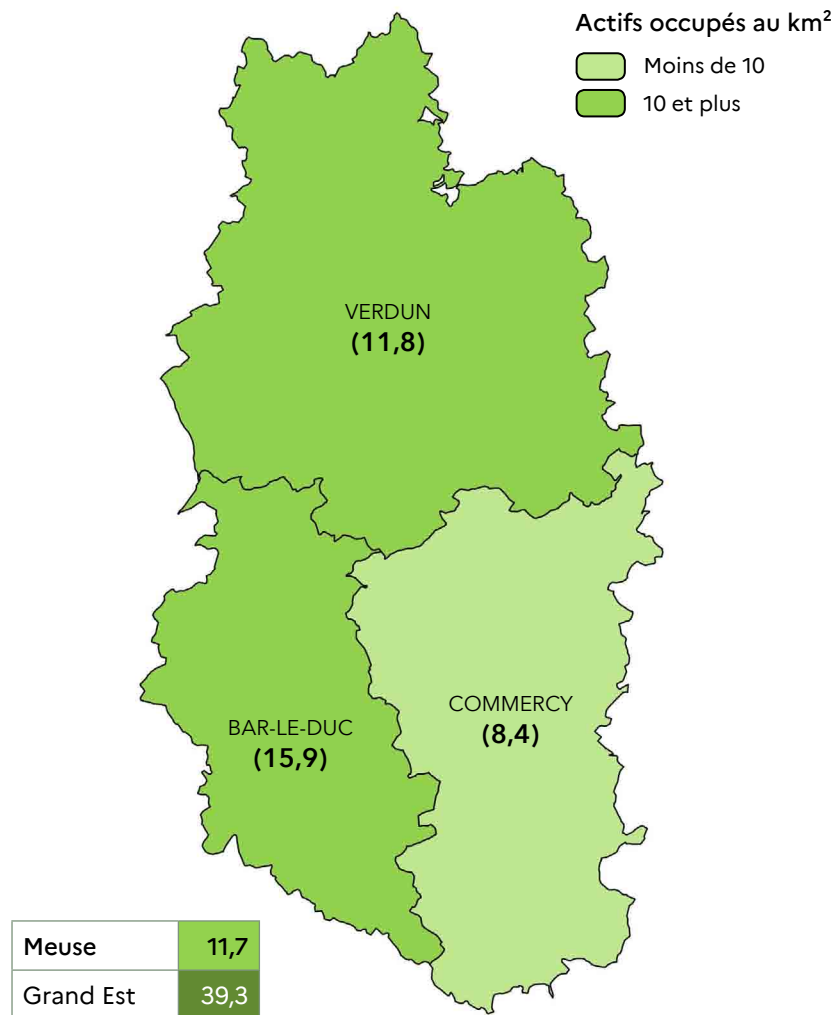 Actifs occupés au km²
Moins de 10
10 et plus
VERDUN
(11,8)
COMMERCY
(8,4)
BAR-LE-DUC
(15,9)
Meuse 11,7
Grand Est 39,3